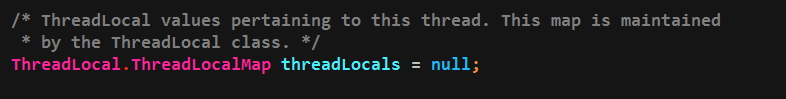 /* ThreadLocal values pertaining to this thread. This map is maintained
* by the ThreadLocal class. */
ThreadLocal.ThreadLocalMap threadLocals = null;